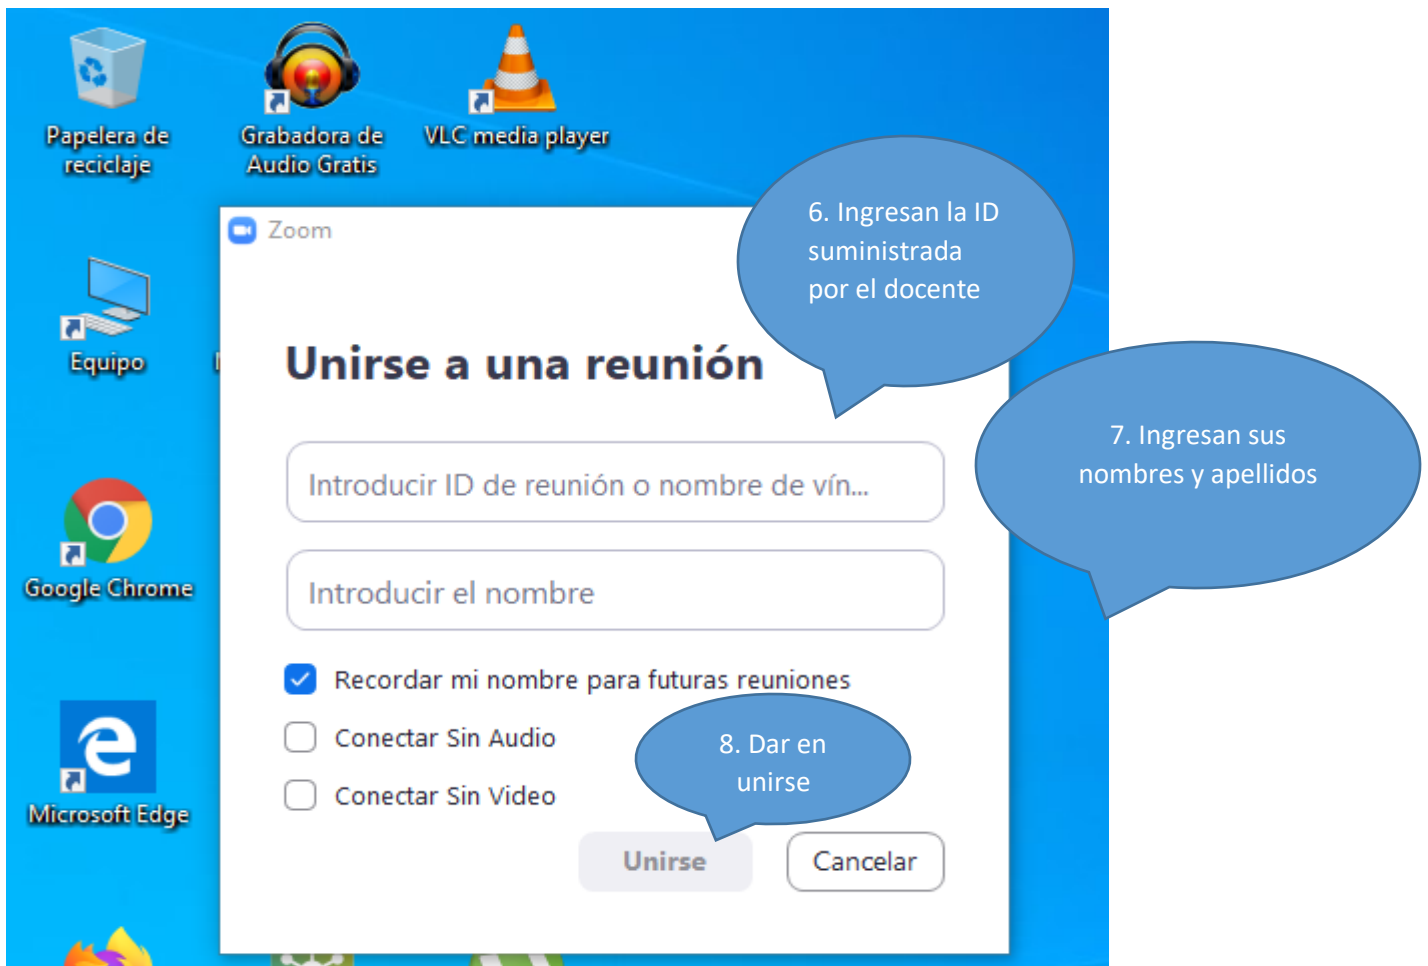 Papelera de
reciclaje
Grabadora de
Audio Gratis
VLC media player
6. Ingresan la ID
suministrada
por el docente
Zoom
Equipo
Unirse a una reunión
7. Ingresan sus
nombres y apellidos
Introducir ID de reunión o nombre de vín...
Google Chrome
Introducir el nombre
Recordar mi nombre para futuras reuniones
Conectar Sin Audio
8. Dar en
unirse
Conectar Sin Video
Microsoft Edge
Unirse
Cancelar